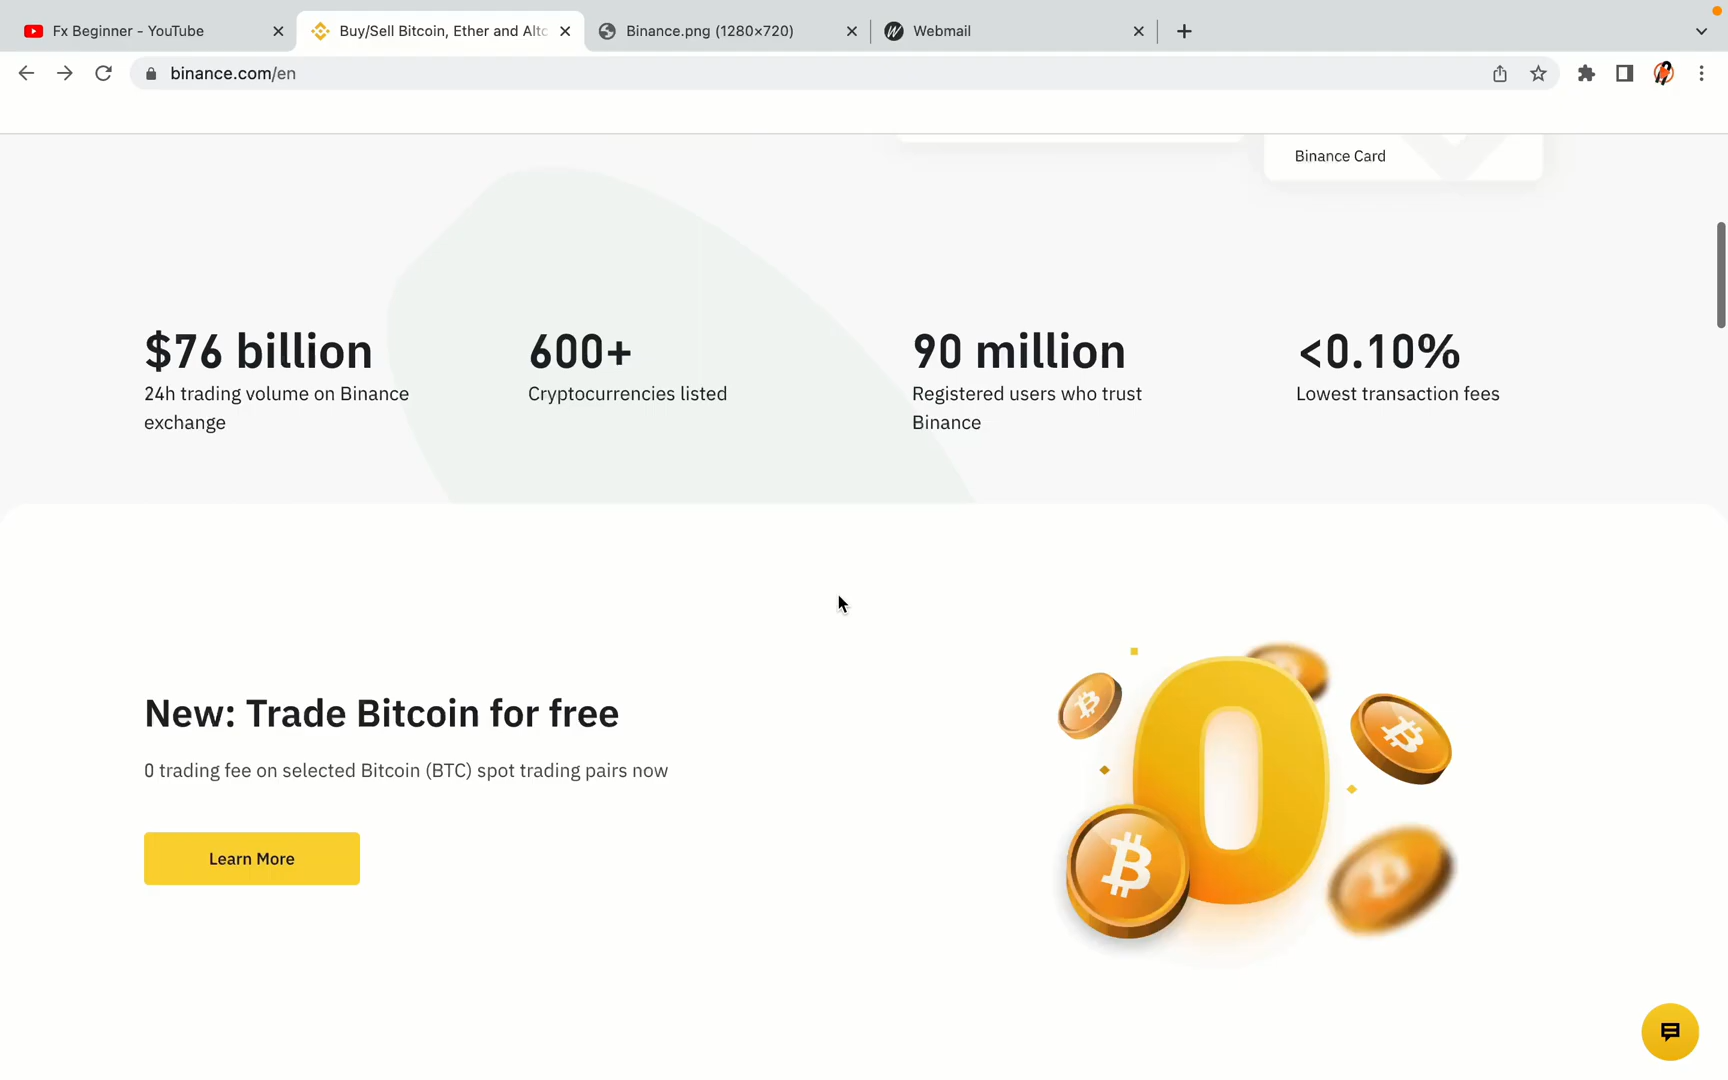 Fx Beginner - YouTube
Buy/Sell Bitcoin, Ether and Altc
Binance.png (1280×720)
Webmail
binance.com/en
Binance Card
$76 billion
24h trading volume on Binance
exchange
600+
Cryptocurrencies listed
90 million
Registered users who trust
Binance
<0.10%
Lowest transaction fees
New: Trade Bitcoin for free
0 trading fee on selected Bitcoin (BTC) spot trading pairs now
Learn More
0